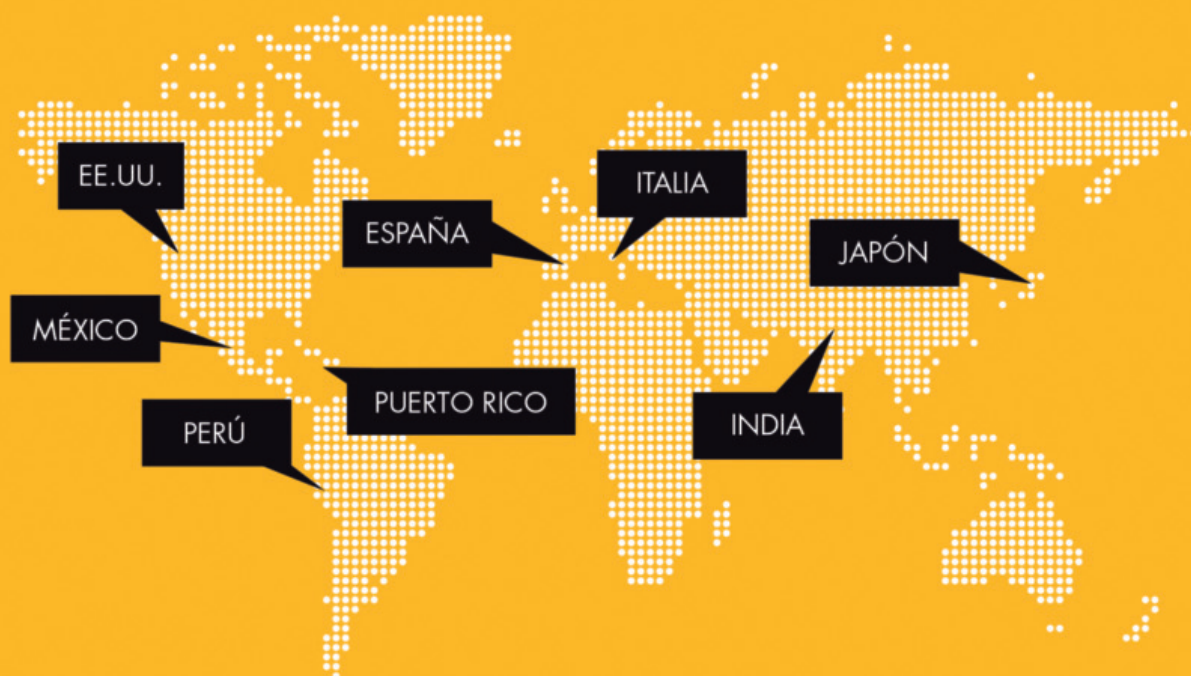 EE.UU.
ITALIA
ESPAÑA
JAPÓN
MÉXICO
PUERTO RICO
PERÚ
INDIA